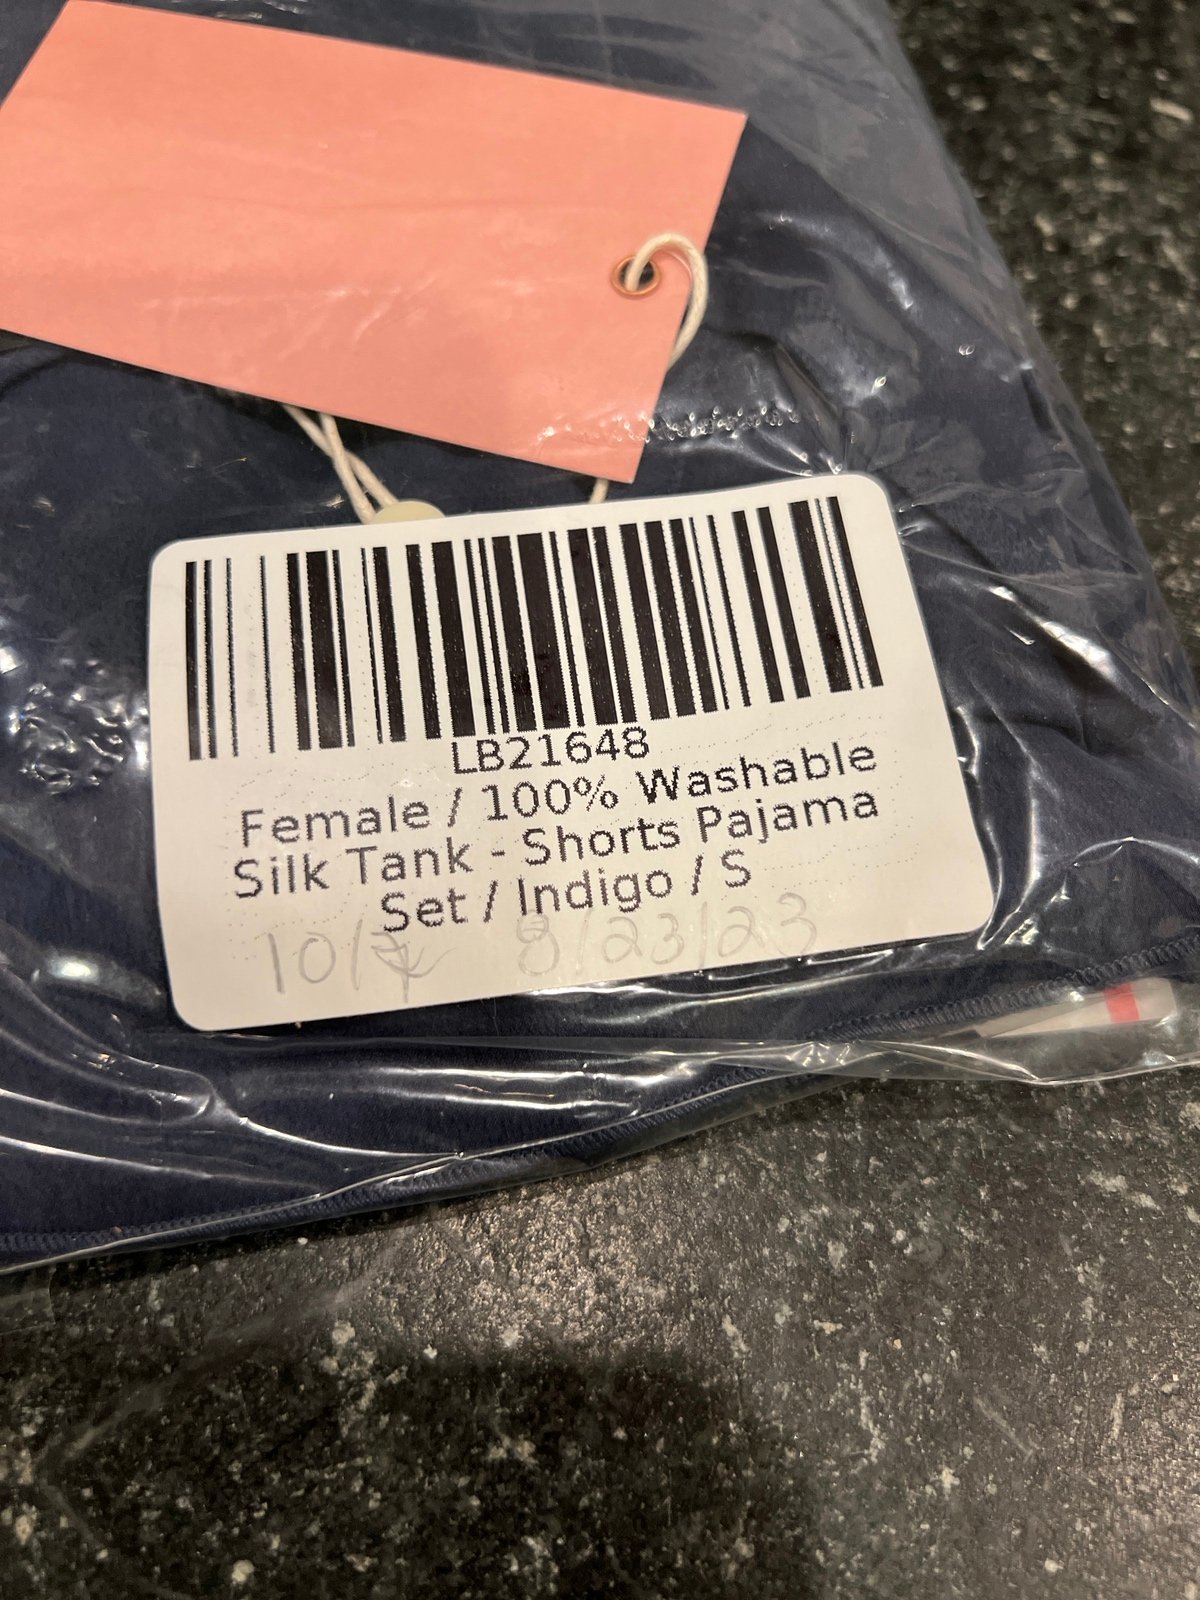 LB21648
Female / 100% Washable
Silk Tank - Shorts Pajama
Set / Indigo / S
8/23/23